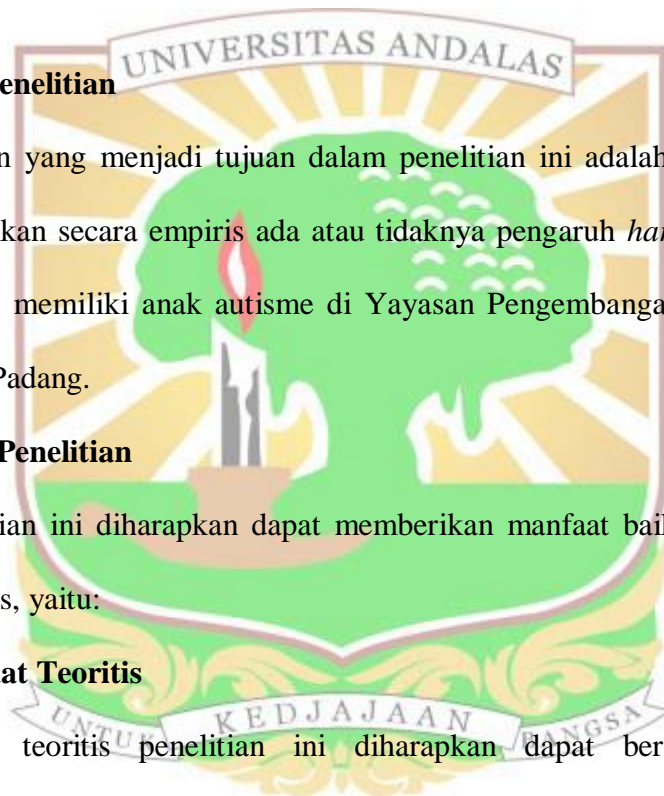 UNIVERSITAS ANDALAS
enelitian
n yang menjadi tujuan dalam penelitian ini adalah
kan secara empiris ada atau tidaknya pengaruh har
memiliki anak autisme di Yayasan Pengembanga
Padang.
Penelitian
ian ini diharapkan dapat memberikan manfaat baik
s, yaitu:
at Teoritis
UNTUK KEDJAJAAN BANGSA
teoritis penelitian ini diharapkan dapat ber